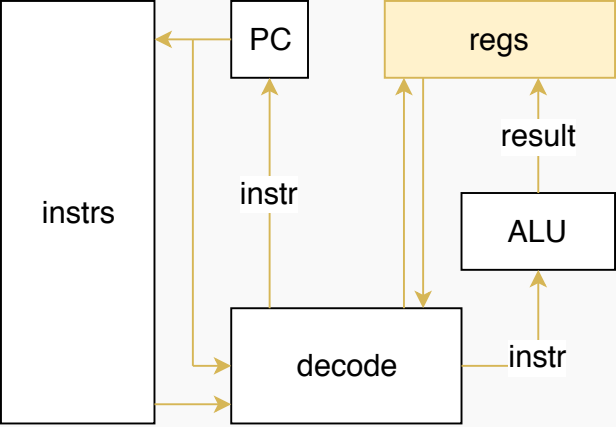 PC
regs
result
instr
instrs
ALU
decode
instr